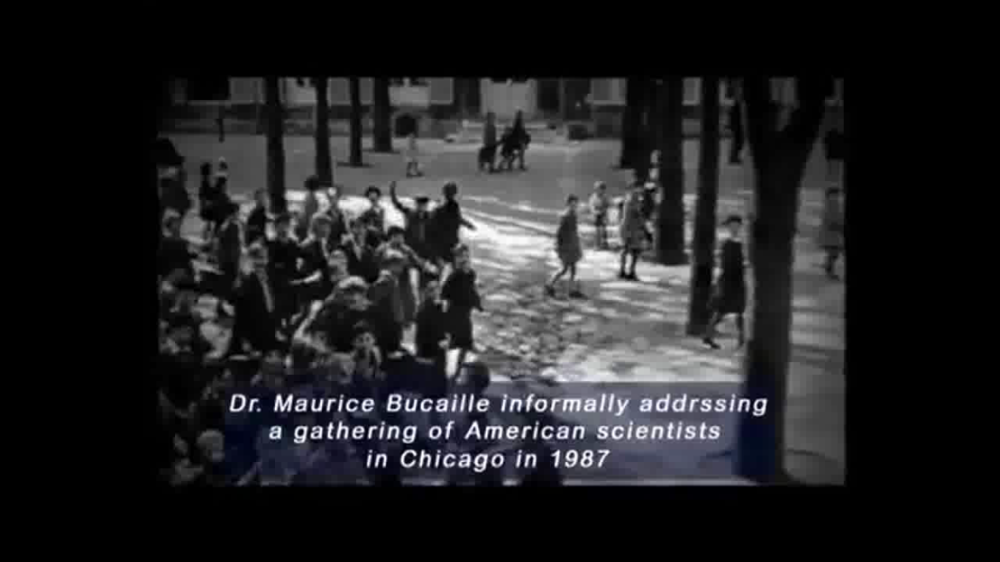 Dr. Maurice Bucaille informally addrssing
a gathering of American scientists
in Chicago in 1987